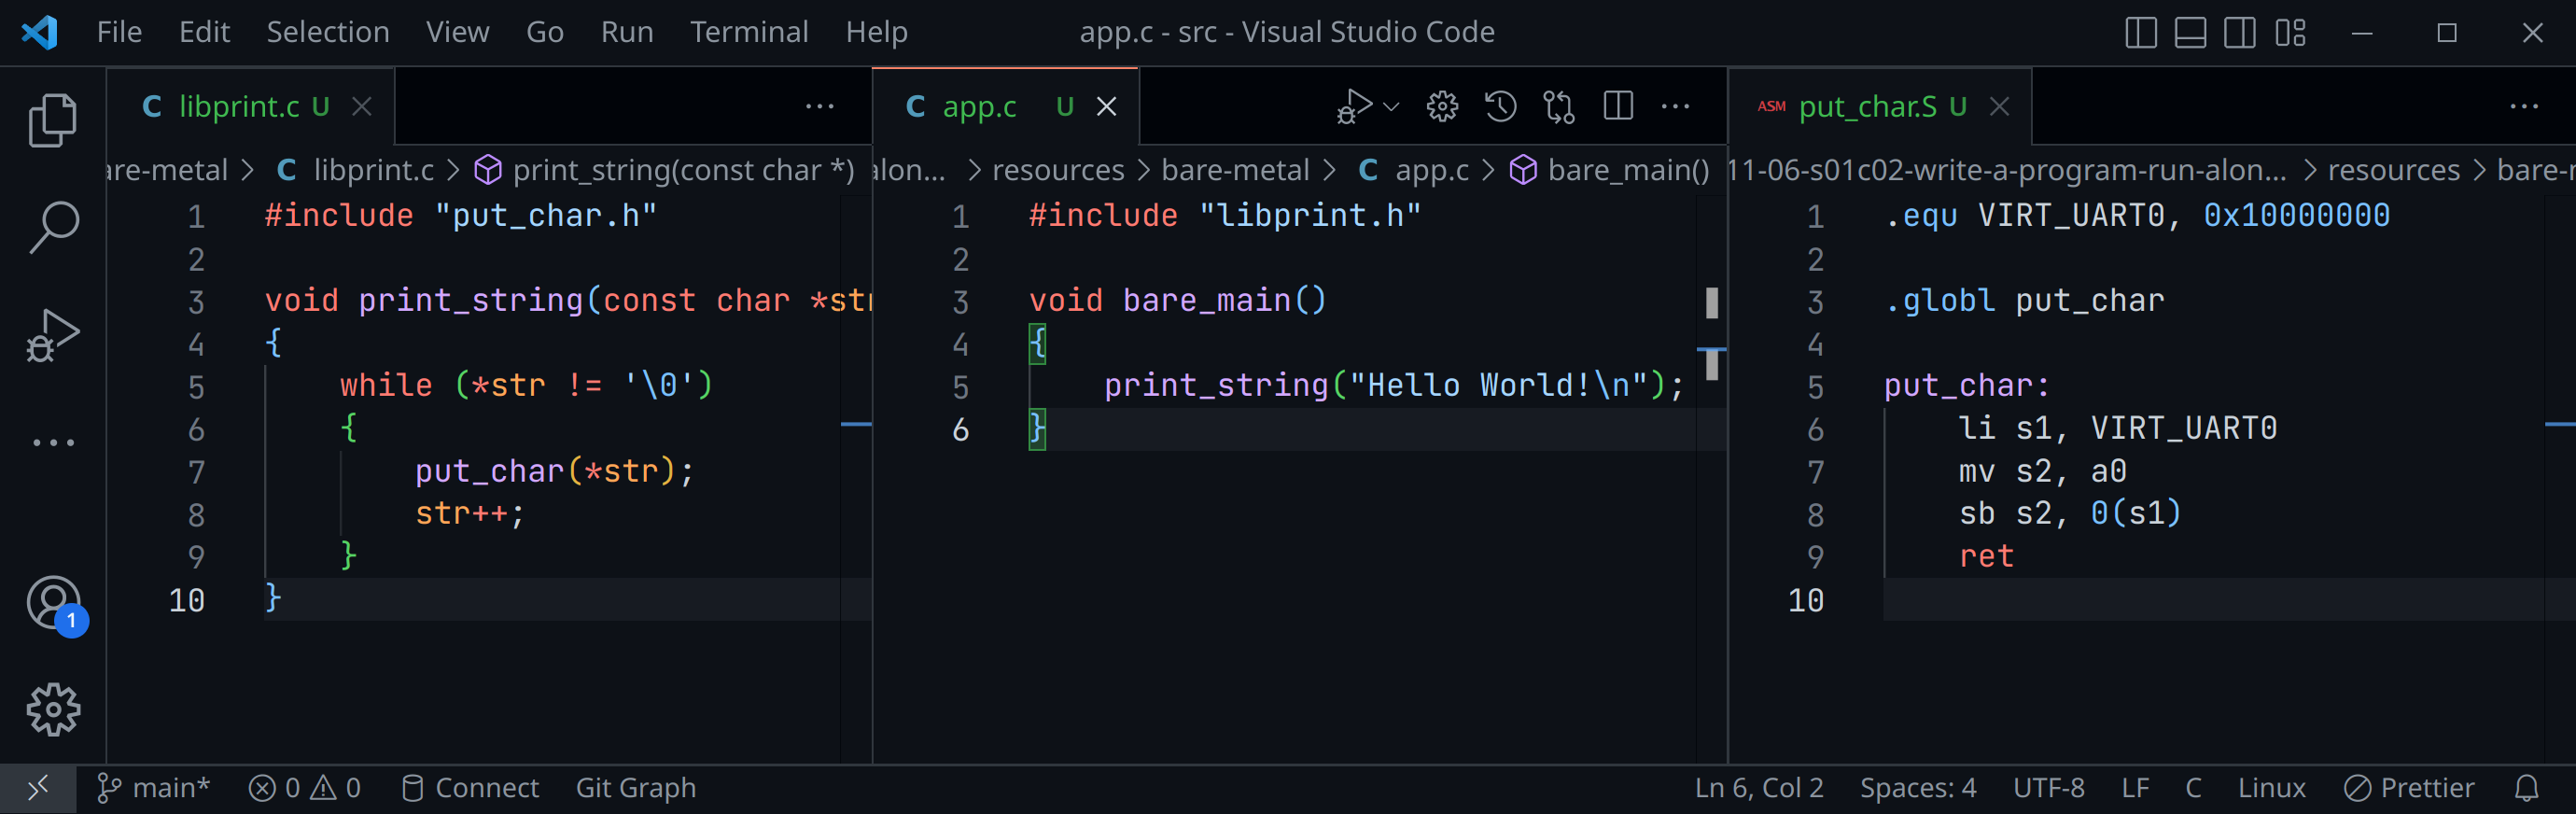 File Edit Selection View Go Run Terminal Help app.c - src - Visual Studio Code
libprint.c U
are-metal > C libprint.c > print_string(const char *)
1 #include "put_char.h"
2
3 void print_string(const char *str
4 {
5 while (*str != '\0')
6 {
7 put_char(*str);
8 str++;
9 }
10 }
C app.c U
alon... > resources > bare-metal > C app.c > bare_main()
1 #include "libprint.h"
2
3 void bare_main()
4 {
5 print_string("Hello World!\n");
6 }
ASM put_char.S U
11-06-s01c02-write-a-program-run-alon... > resources > bare-r
1 .equ VIRT_UART0, 0x10000000
2
3 .globl put_char
4
5 put_char:
6 li s1, VIRT_UART0
7 mv s2, a0
8 sb s2, 0(s1)
9 ret
10
1
main* 0 0 Connect Git Graph Ln 6, Col 2 Spaces: 4 UTF-8 LF C Linux Prettier